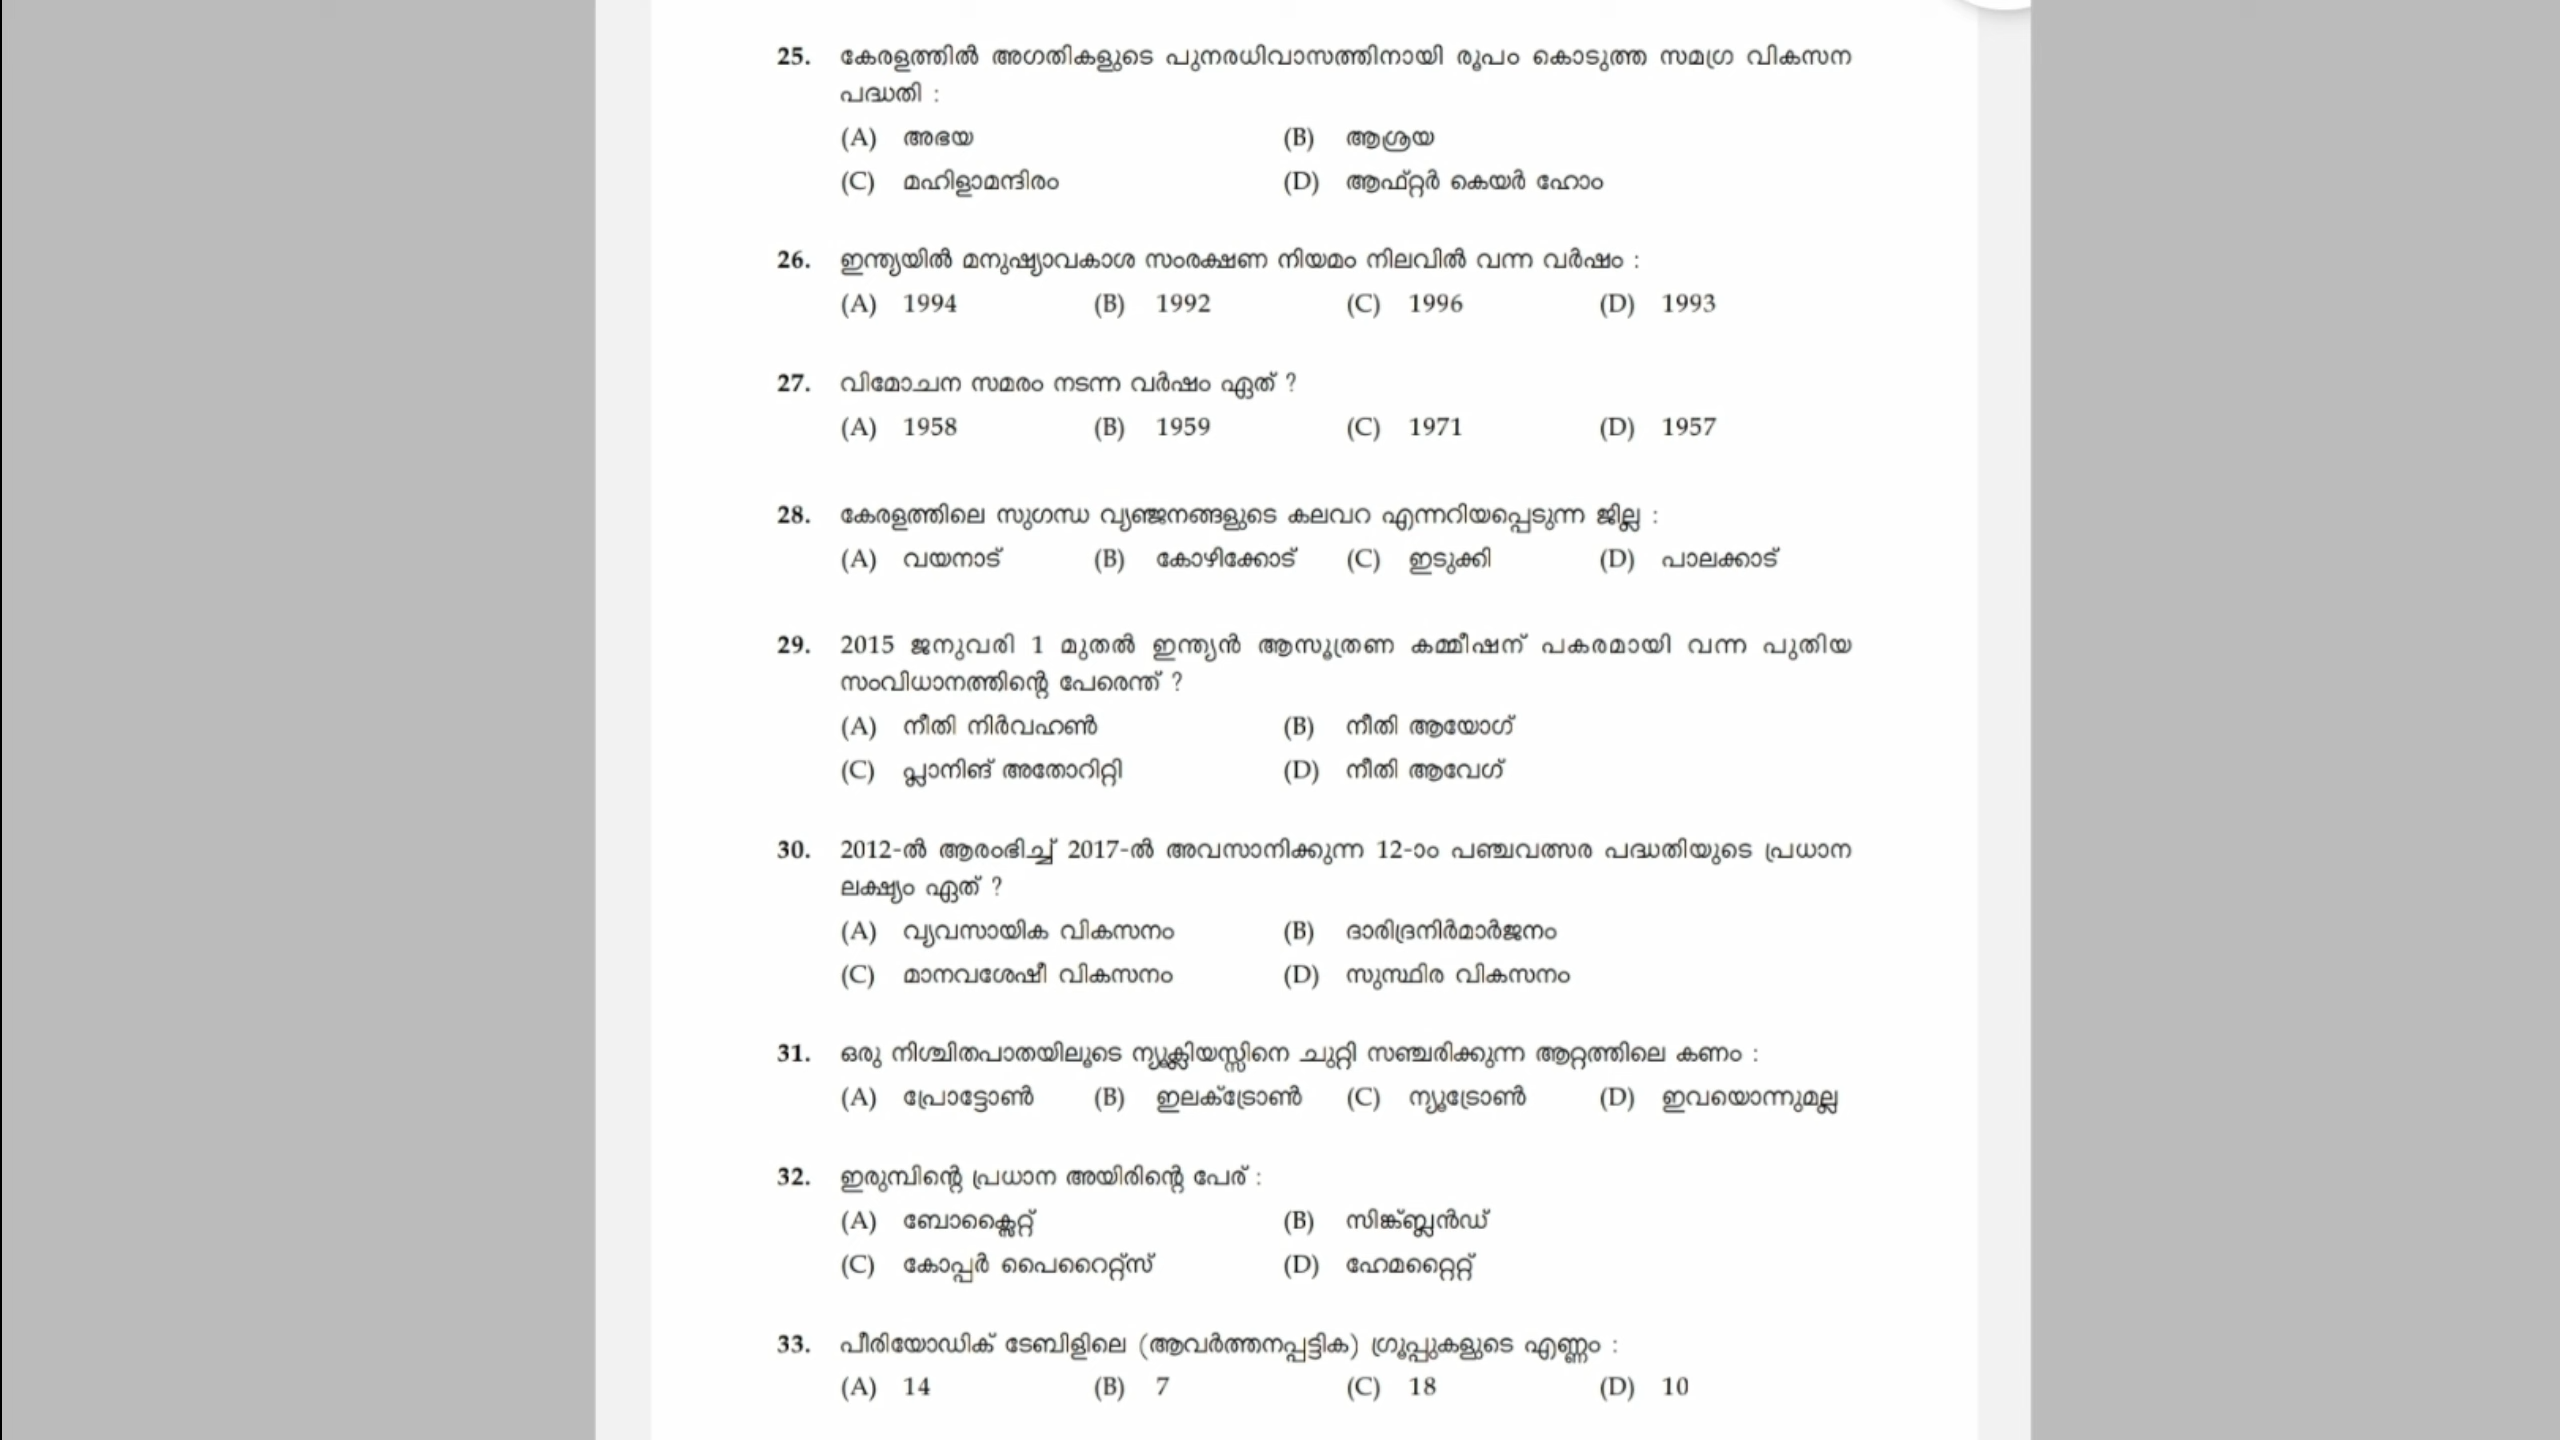 25. കേരളത്തിൽ അഗതികളുടെ പുനരധിവാസത്തിനായി രൂപം കൊടുത്ത സമഗ്ര വികസന
പദ്ധതി :
(A) അഭയ (B) ആശ്രയ
(C) മഹിളാമന്ദിരം (D) ആഫ്റ്റർ കെയർ ഹോം
26. ഇന്ത്യയിൽ മനുഷ്യാവകാശ സംരക്ഷണ നിയമം നിലവിൽ വന്ന വർഷം :
(A) 1994 (B) 1992 (C) 1996 (D) 1993
27. വിമോചന സമരം നടന്ന വർഷം ഏത് ?
(A) 1958 (B) 1959 (C) 1971 (D) 1957
28. കേരളത്തിലെ സുഗന്ധ വ്യഞ്ജനങ്ങളുടെ കലവറ എന്നറിയപ്പെടുന്ന ജില്ല :
(A) വയനാട് (B) കോഴിക്കോട് (C) ഇടുക്കി (D) പാലക്കാട്
29. 2015 ജനുവരി 1 മുതൽ ഇന്ത്യൻ ആസൂത്രണ കമ്മീഷന് പകരമായി വന്ന പുതിയ
സംവിധാനത്തിന്റെ പേരെന്ത് ?
(A) നീതി നിർവഹൺ (B) നീതി ആയോഗ്
(C) പ്ലാനിങ് അതോറിറ്റി (D) നീതി ആവേഗ്
30. 2012-ൽ ആരംഭിച്ച് 2017-ൽ അവസാനിക്കുന്ന 12-ാം പഞ്ചവത്സര പദ്ധതിയുടെ പ്രധാന
ലക്ഷ്യം ഏത് ?
(A) വ്യവസായിക വികസനം (B) ദാരിദ്രനിർമാർജനം
(C) മാനവശേഷീ വികസനം (D) സുസ്ഥിര വികസനം
31. ഒരു നിശ്ചിതപാതയിലൂടെ ന്യൂക്ലിയസ്സിനെ ചുറ്റി സഞ്ചരിക്കുന്ന ആറ്റത്തിലെ കണം :
(A) പ്രോട്ടോൺ (B) ഇലക്ട്രോൺ (C) ന്യൂട്രോൺ (D) ഇവയൊന്നുമല്ല
32. ഇരുമ്പിന്റെ പ്രധാന അയിരിന്റെ പേര് :
(A) ബോക്സൈറ്റ് (B) സിങ്ക്ബ്ലൻഡ്
(C) കോപ്പർ പൈറൈറ്റ്സ് (D) ഹേമറ്റൈറ്റ്
33. പീരിയോഡിക് ടേബിളിലെ (ആവർത്തനപ്പട്ടിക) ഗ്രൂപ്പുകളുടെ എണ്ണം :
(A) 14 (B) 7 (C) 18 (D) 10